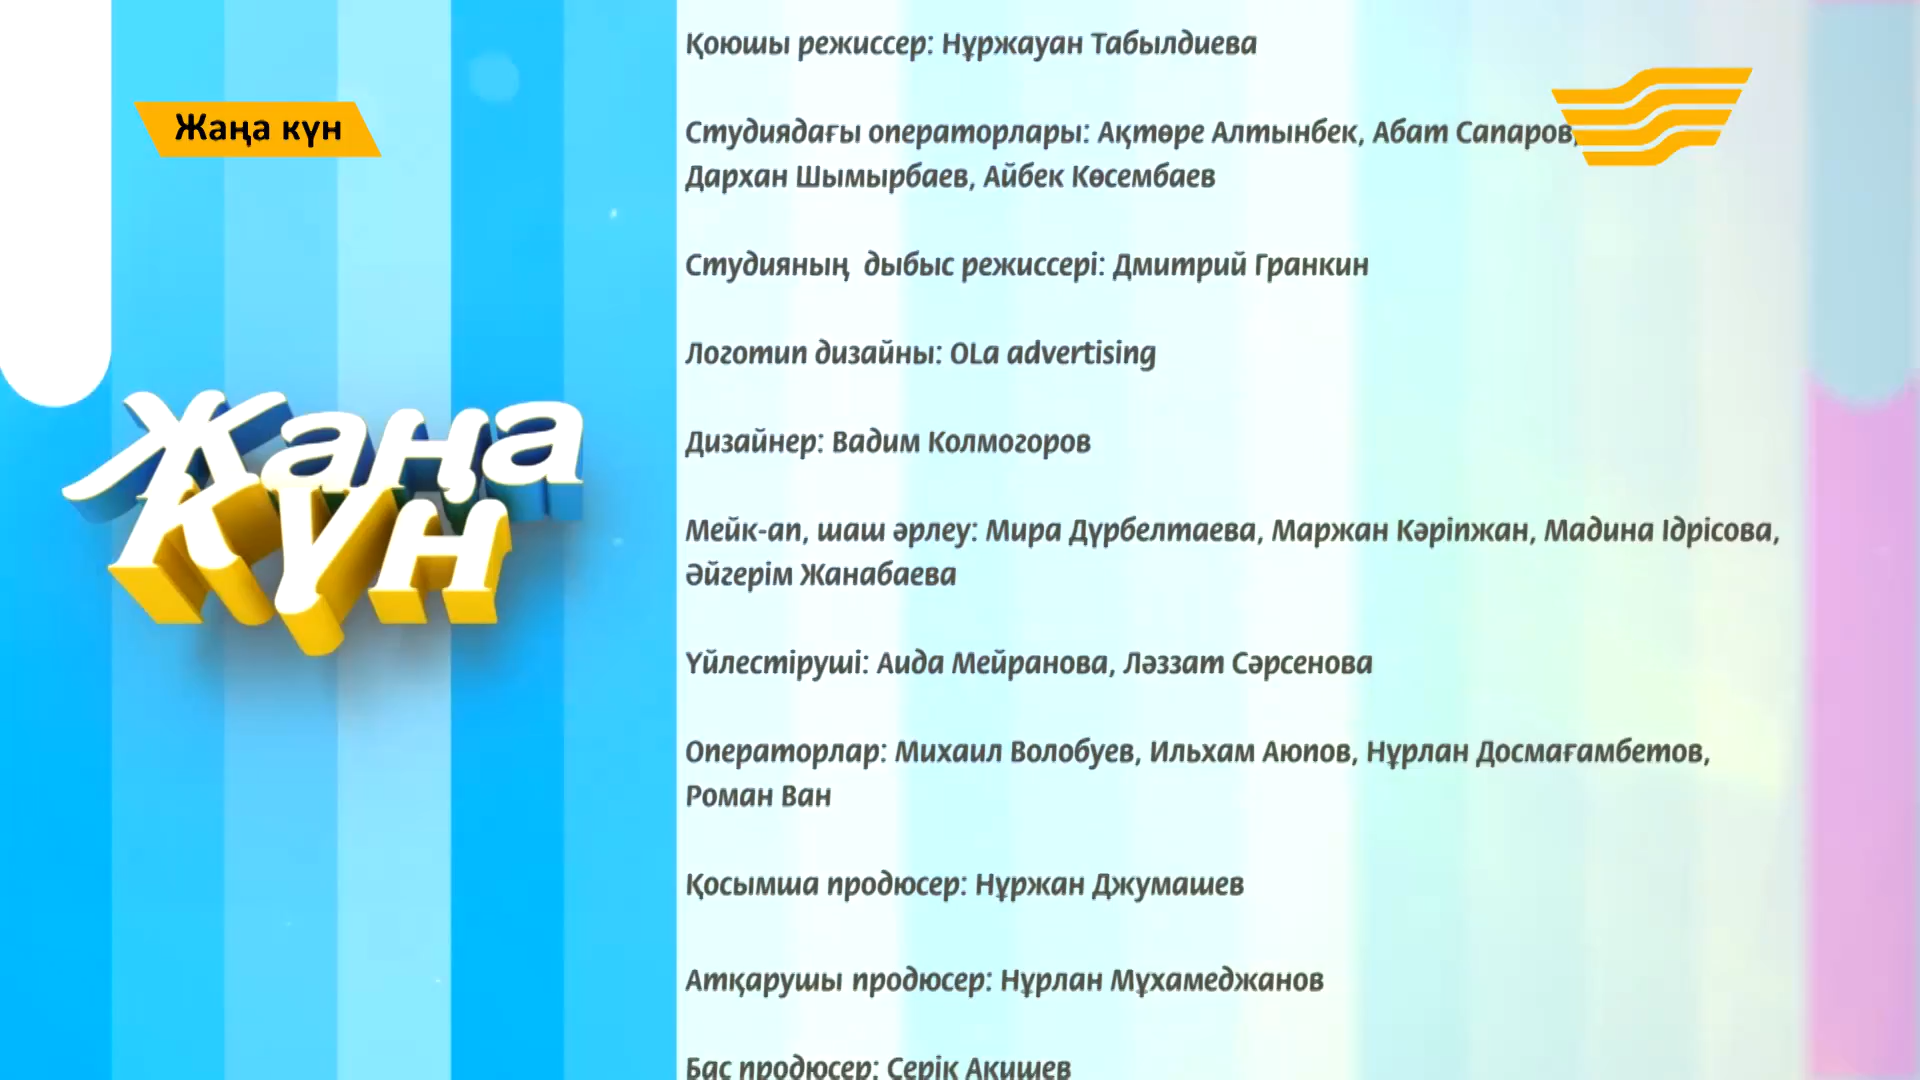 Жаңа күн
Жаңа
күн
Қоюшы режиссер: Нұржауан Табылдиева
Студиядағы операторлары: Ақтөре Алтынбек, Абат Сапаров,
Дархан Шымырбаев, Айбек Көсембаев
Студияның дыбыс режиссері: Дмитрий Гранкин
Логотип дизайны: OLa advertising
Дизайнер: Вадим Колмогоров
Мейк-ап, шаш әрлеу: Мира Дүрбелтаева, Маржан Кәріпжан, Мадина Ідрісова,
Әйгерім Жанабаева
Үйлестіруші: Аида Мейранова, Ләззат Сәрсенова
Операторлар: Михаил Волобуев, Ильхам Аюпов, Нұрлан Досмағамбетов,
Роман Ван
Қосымша продюсер: Нұржан Джумашев
Атқарушы продюсер: Нұрлан Мұхамеджанов
Бас продюсер: Серік Акишев